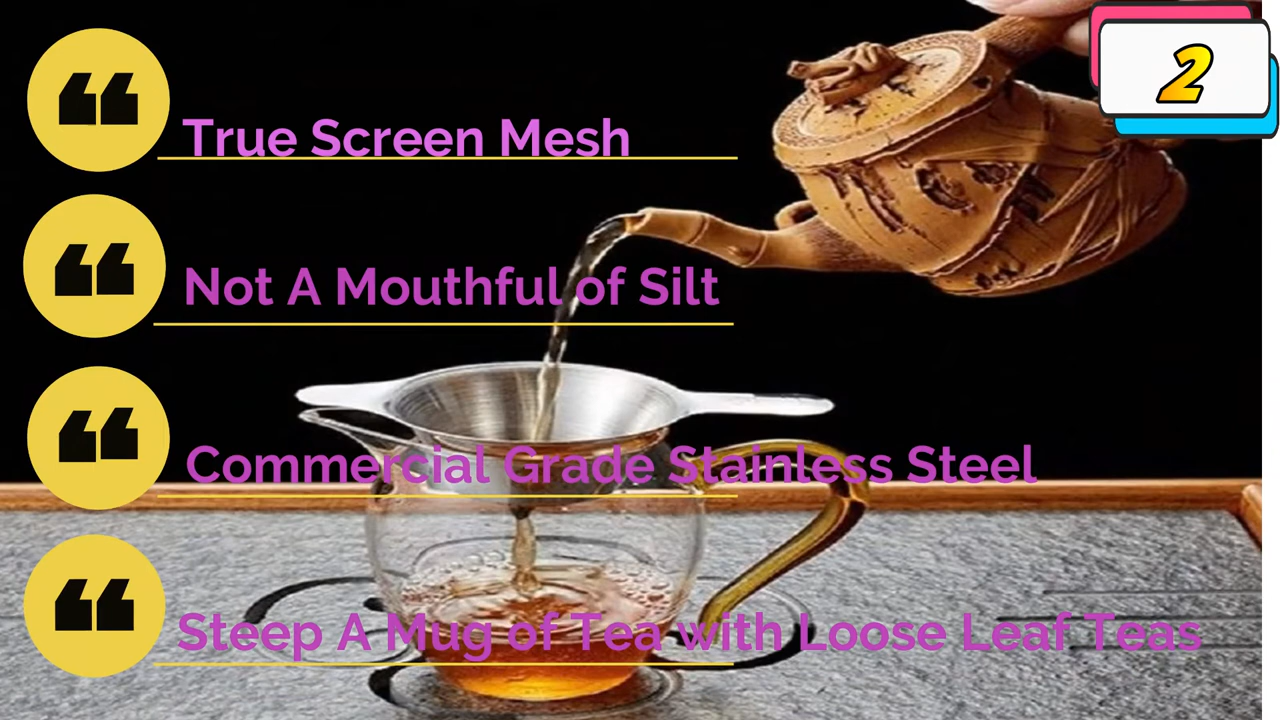 2
True Screen Mesh
Not A Mouthful of Silt
Commercial Grade Stainless Steel
Steep A Mug of Tea with Loose Leaf Teas